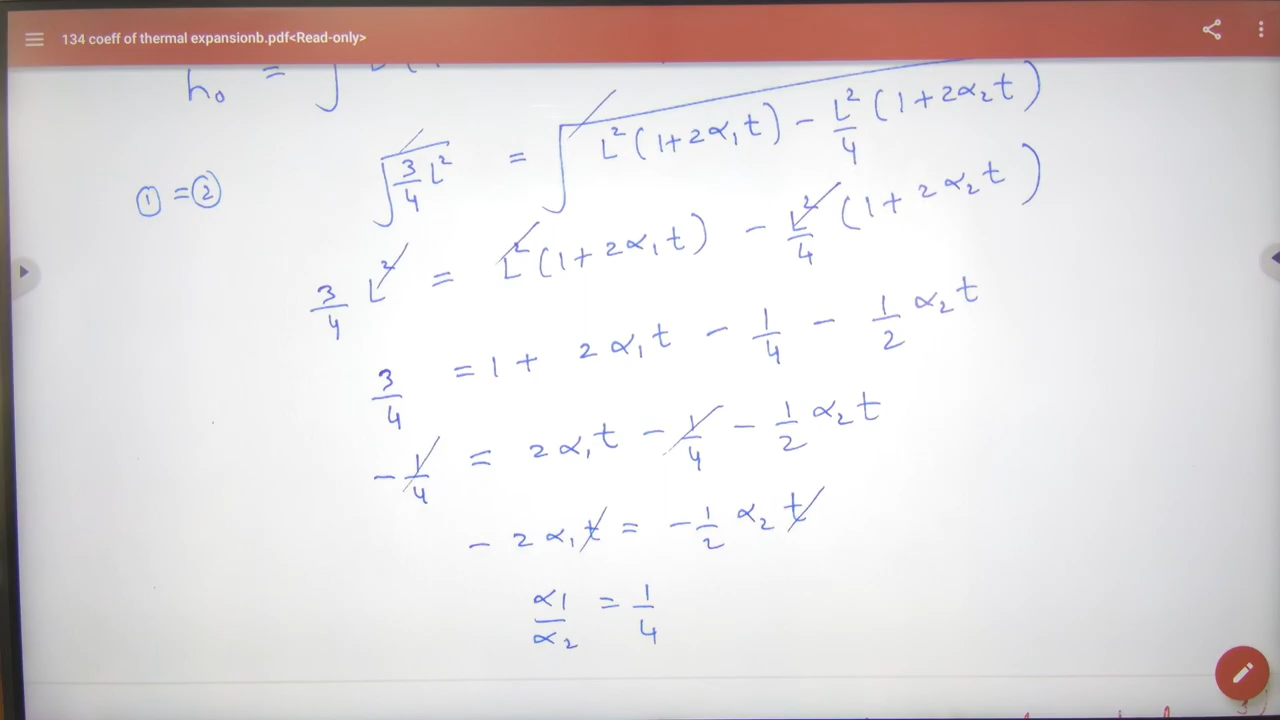 134 coeff of thermal expansionb.pdf<Read-only>
h₀ =
① = ② √(3/4 L²) = √(L²(1+2α₁t) − L²/4 (1+2α₂t))
3/4 L² = L²(1+2α₁t) − L²/4 (1+2α₂t)
3/4 = 1 + 2α₁t − 1/4 − 1/2 α₂t
−1/4 = 2α₁t − 1/4 − 1/2 α₂t
− 2α₁t = −1/2 α₂t
α1/α₂ = 1/4